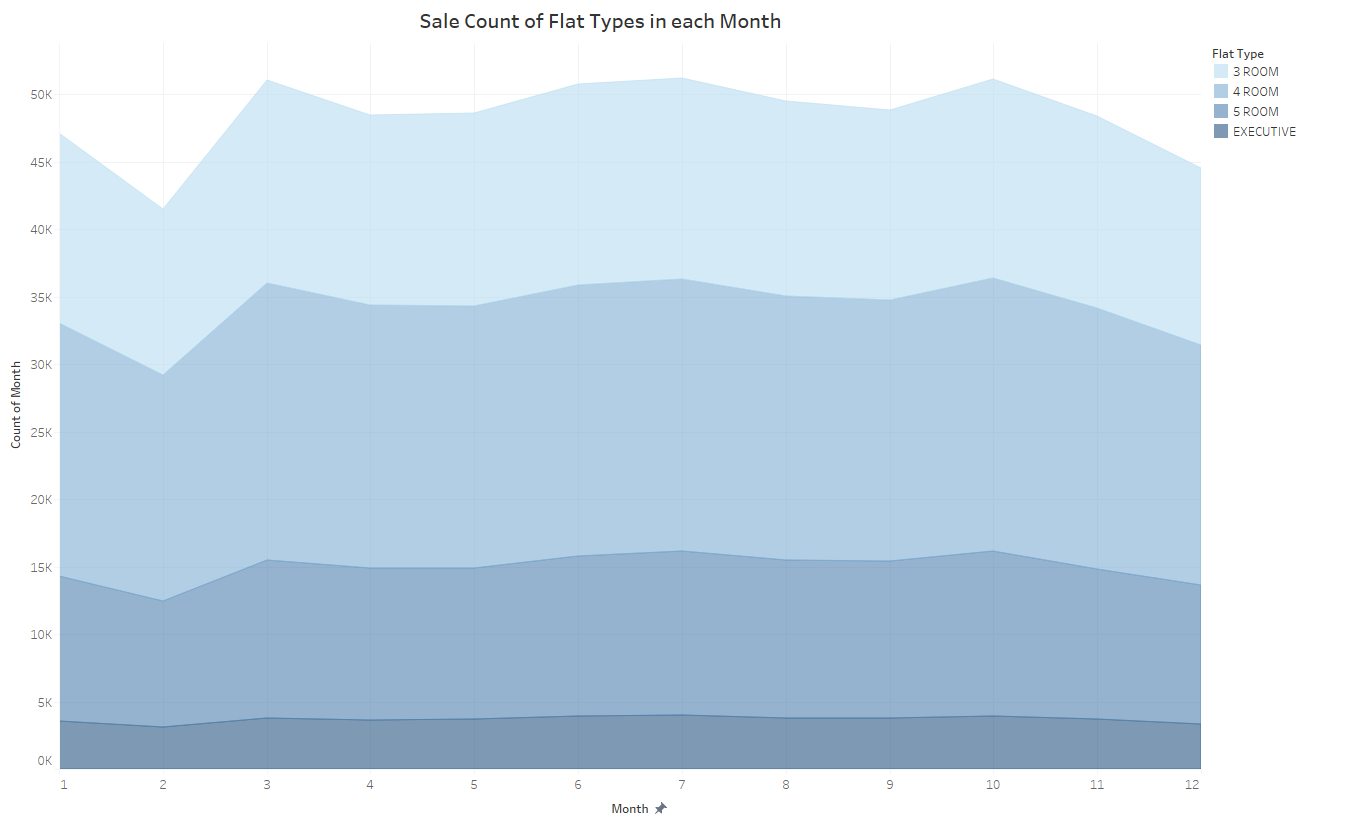 Sale Count of Flat Types in each Month
Flat Type
3 ROOM
4 ROOM
5 ROOM
EXECUTIVE
50K
45K
40K
35K
30K
25K
20K
15K
10K
5K
0K
Count of Month
1 2 3 4 5 6 7 8 9 10 11 12
Month